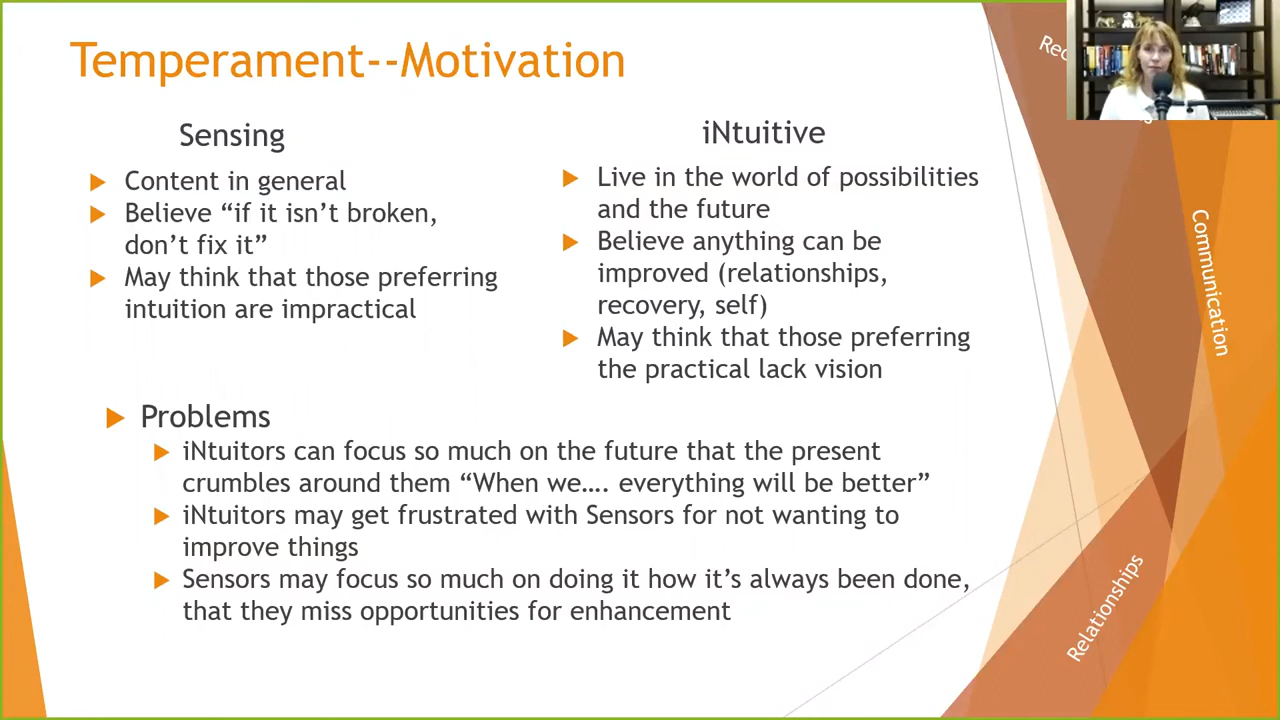 Temperament--Motivation
Sensing
Content in general
Believe “if it isn’t broken,
don’t fix it”
May think that those preferring
intuition are impractical
iNtuitive
Live in the world of possibilities
and the future
Believe anything can be
improved (relationships,
recovery, self)
May think that those preferring
the practical lack vision
Problems
iNtuitors can focus so much on the future that the present
crumbles around them “When we…. everything will be better”
iNtuitors may get frustrated with Sensors for not wanting to
improve things
Sensors may focus so much on doing it how it’s always been done,
that they miss opportunities for enhancement
Communication
Relationships